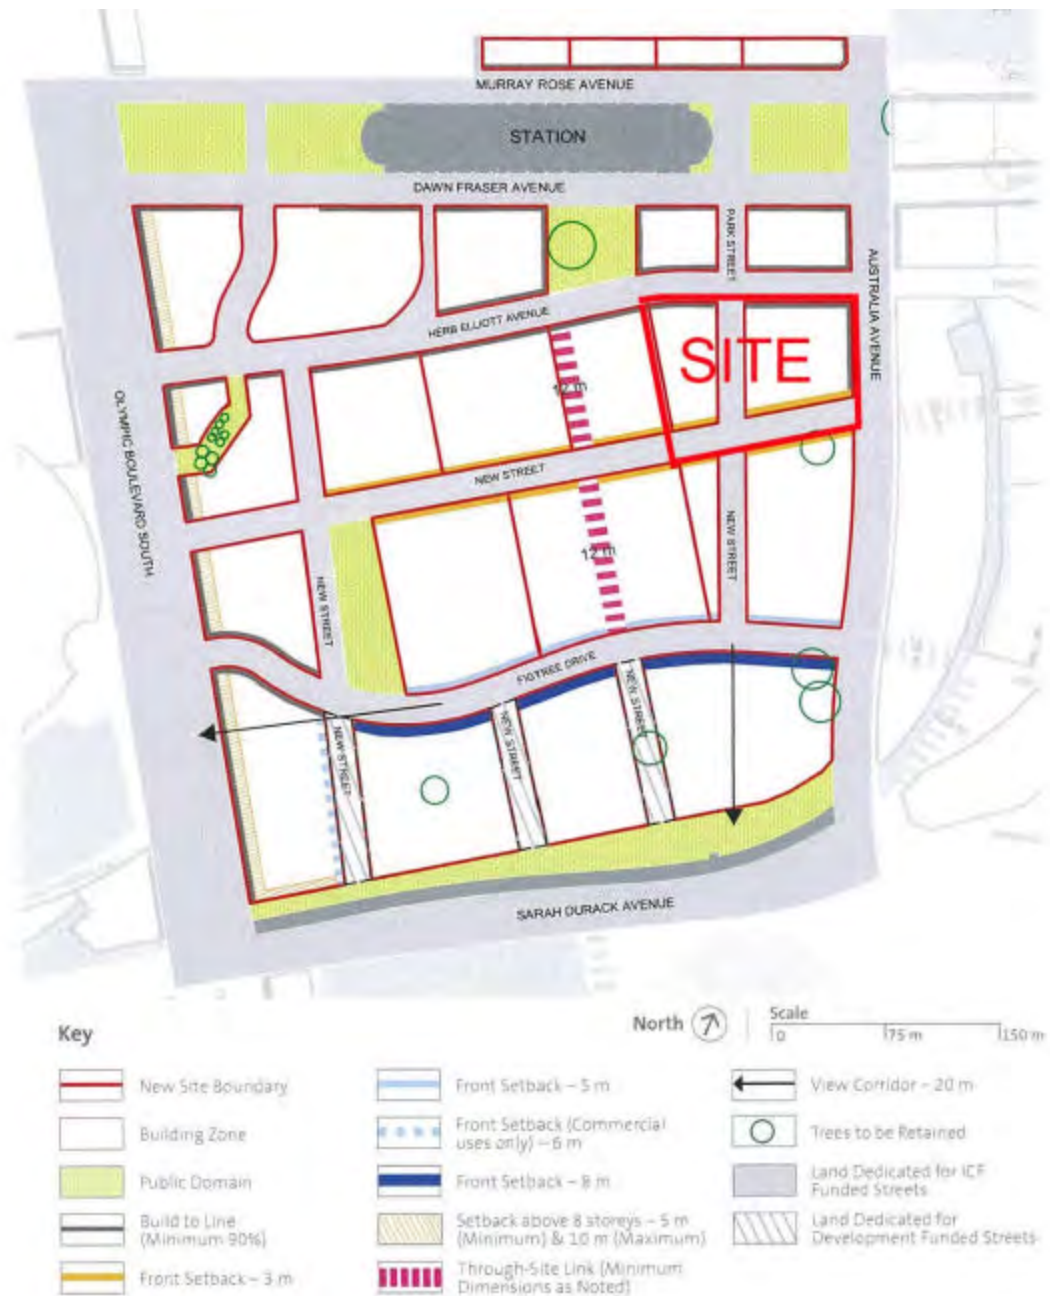 MURRAY ROSE AVENUE
STATION
DAWN FRASER AVENUE
PARK STREET
AUSTRALIA AVENUE
HERB ELLIOTT AVENUE
SITE
12 m
OLYMPIC BOULEVARD SOUTH
NEW STREET
NEW STREET
12 m
NEW STREET
FIGTREE DRIVE
NEW STREET
NEW STREET
NEW STREET
SARAH DURACK AVENUE
North
Scale
0 75 m 150 m
Key
New Site Boundary
Building Zone
Public Domain
Build to Line
(Minimum 90%)
Front Setback – 3 m
Front Setback – 5 m
Front Setback (Commercial
uses only) – 6 m
Front Setback – 8 m
Setback above 8 storeys – 5 m
(Minimum) & 10 m (Maximum)
Through-Site Link (Minimum
Dimensions as Noted)
View Corridor – 20 m
Trees to be Retained
Land Dedicated for ICF
Funded Streets
Land Dedicated for
Development Funded Streets